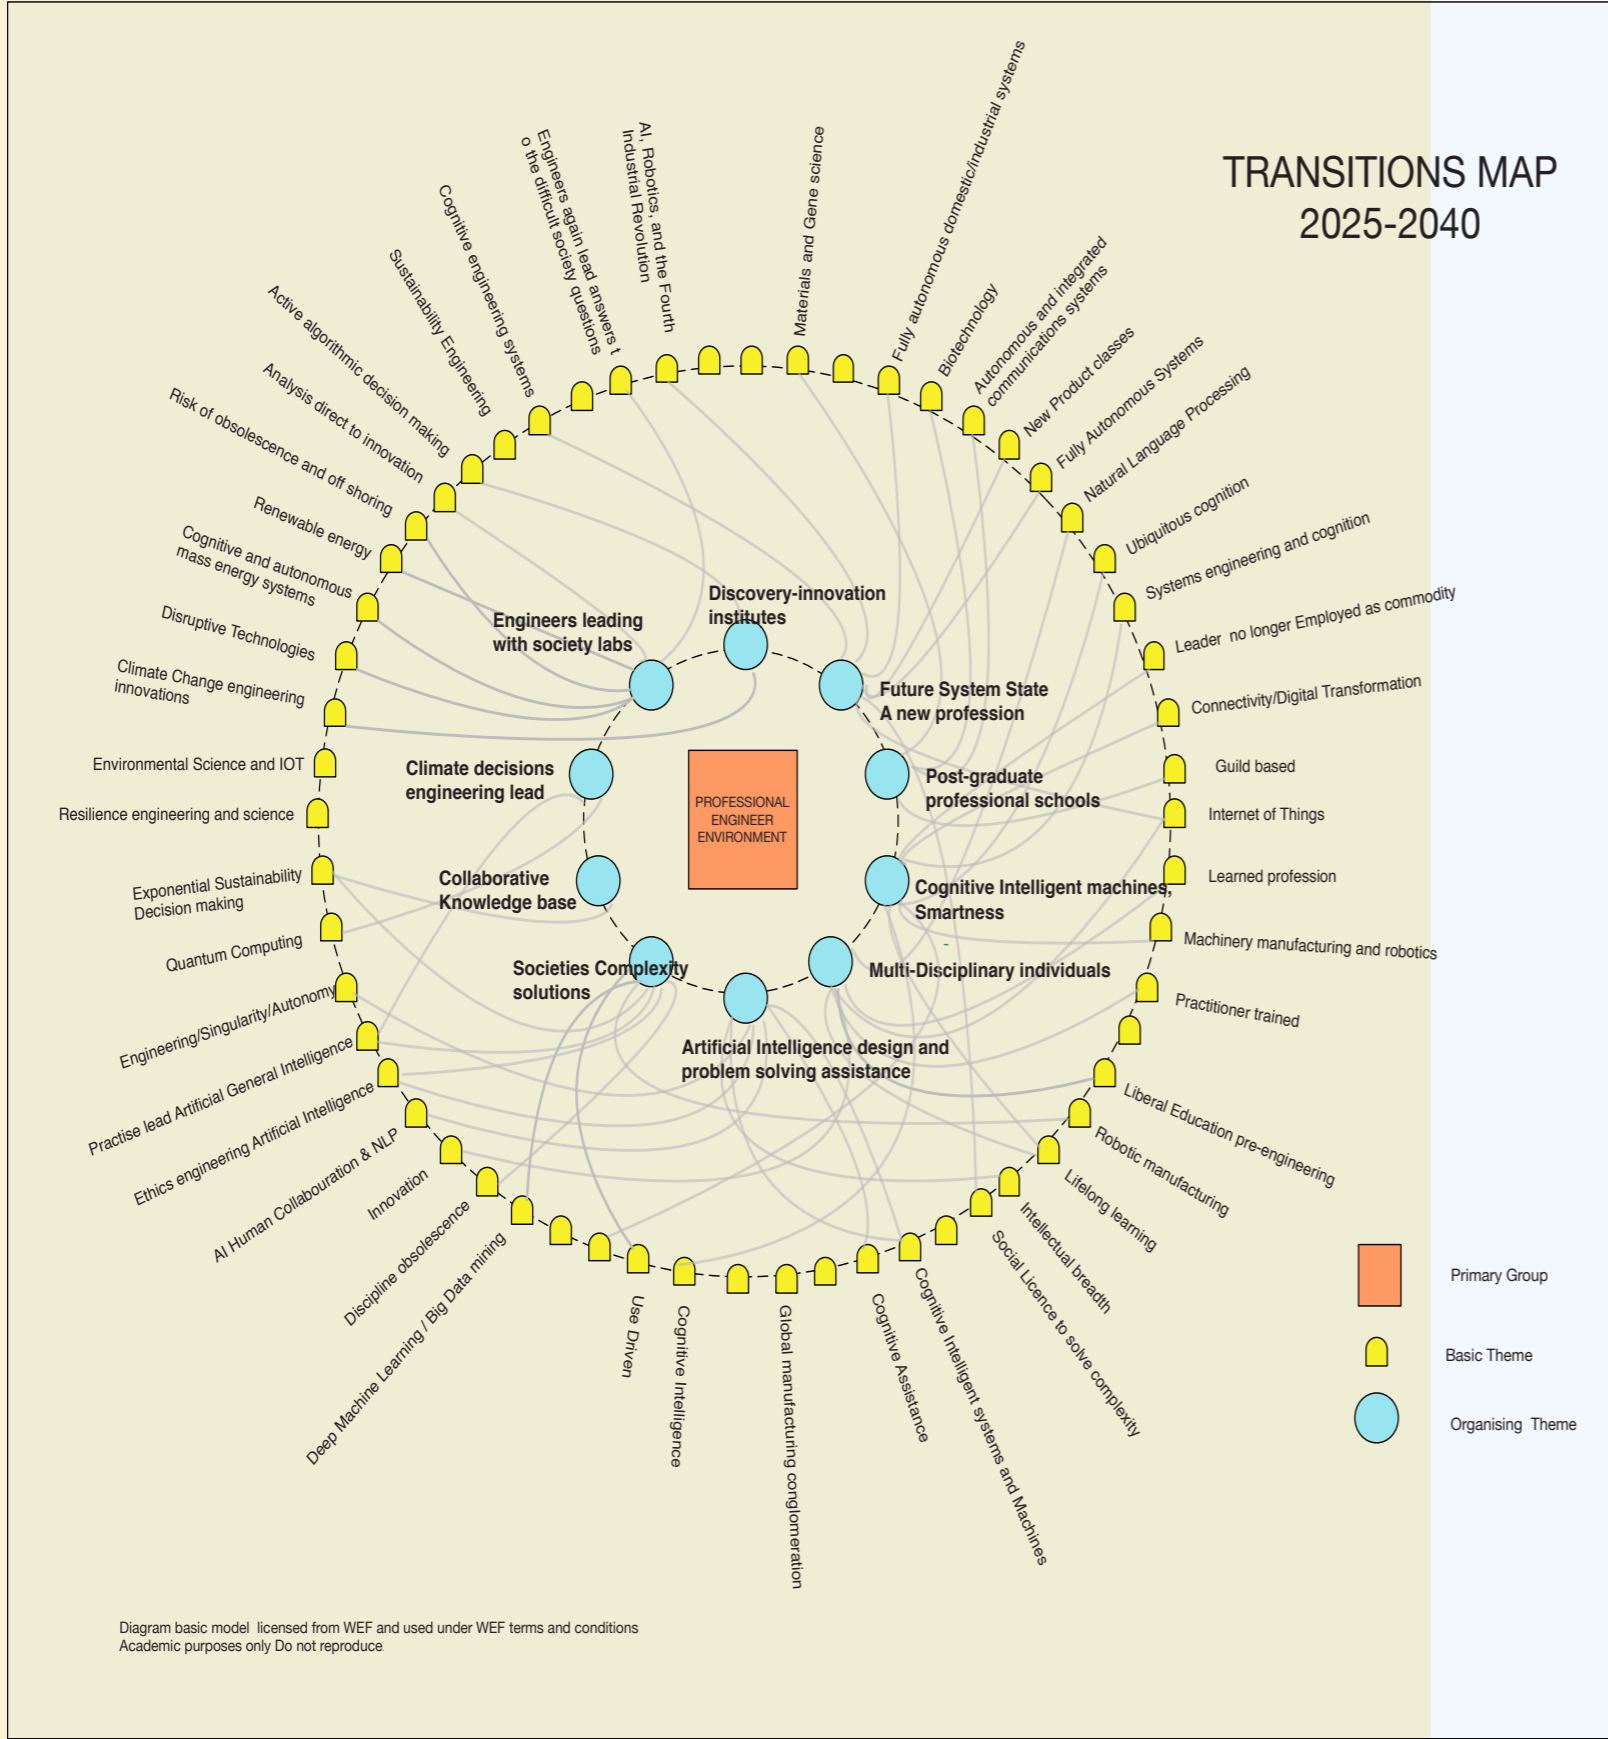 TRANSITIONS MAP
2025-2040
AI, Robotics, and the Fourth
Industrial Revolution
Materials and Gene science
Fully autonomous domestic/industrial systems
Biotechnology
Autonomous and integrated
communications systems
New Product classes
Fully Autonomous Systems
Natural Language Processing
Ubiquitous cognition
Systems engineering and cognition
Leader no longer Employed as commodity
Connectivity/Digital Transformation
Guild based
Internet of Things
Learned profession
Machinery manufacturing and robotics
Practitioner trained
Liberal Education pre-engineering
Robotic manufacturing
Lifelong learning
Intellectual breadth
Social Licence to solve complexity
Cognitive Intelligent systems and Machines
Cognitive Assistance
Global manufacturing conglomeration
Cognitive Intelligence
Use Driven
Deep Machine Learning / Big Data mining
Discipline obsolescence
Innovation
AI Human Collabouration & NLP
Ethics engineering Artificial Intelligence
Practise lead Artificial General Intelligence
Engineering/Singularity/Autonomy
Quantum Computing
Exponential Sustainability
Decision making
Resilience engineering and science
Environmental Science and IOT
Climate Change engineering
innovations
Disruptive Technologies
Cognitive and autonomous
mass energy systems
Renewable energy
Risk of obsolescence and off shoring
Analysis direct to innovation
Active algorithmic decision making
Sustainability Engineering
Cognitive engineering systems
Engineers again lead answers t
o the difficult society questions
Discovery-innovation
institutes
Engineers leading
with society labs
Future System State
A new profession
Climate decisions
engineering lead
Post-graduate
professional schools
PROFESSIONAL
ENGINEER
ENVIRONMENT
Collaborative
Knowledge base
Cognitive Intelligent machines,
Smartness
Societies Complexity
solutions
Multi-Disciplinary individuals
Artificial Intelligence design and
problem solving assistance
Primary Group
Basic Theme
Organising Theme
Diagram basic model licensed from WEF and used under WEF terms and conditions
Academic purposes only Do not reproduce